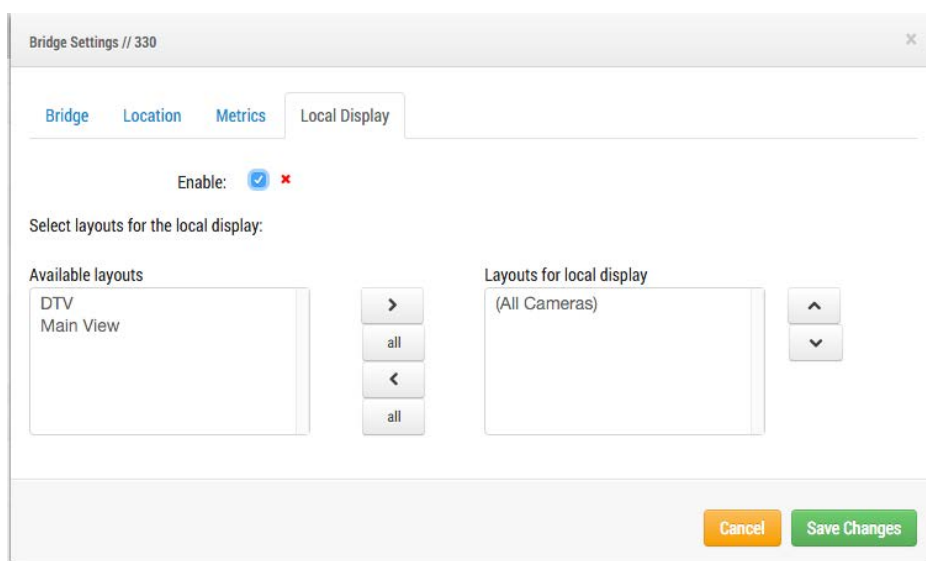 Bridge Settings // 330
Bridge Location Metrics Local Display
Enable:
Select layouts for the local display:
Available layouts Layouts for local display
DTV (All Cameras)
Main View
all
all
Cancel Save Changes